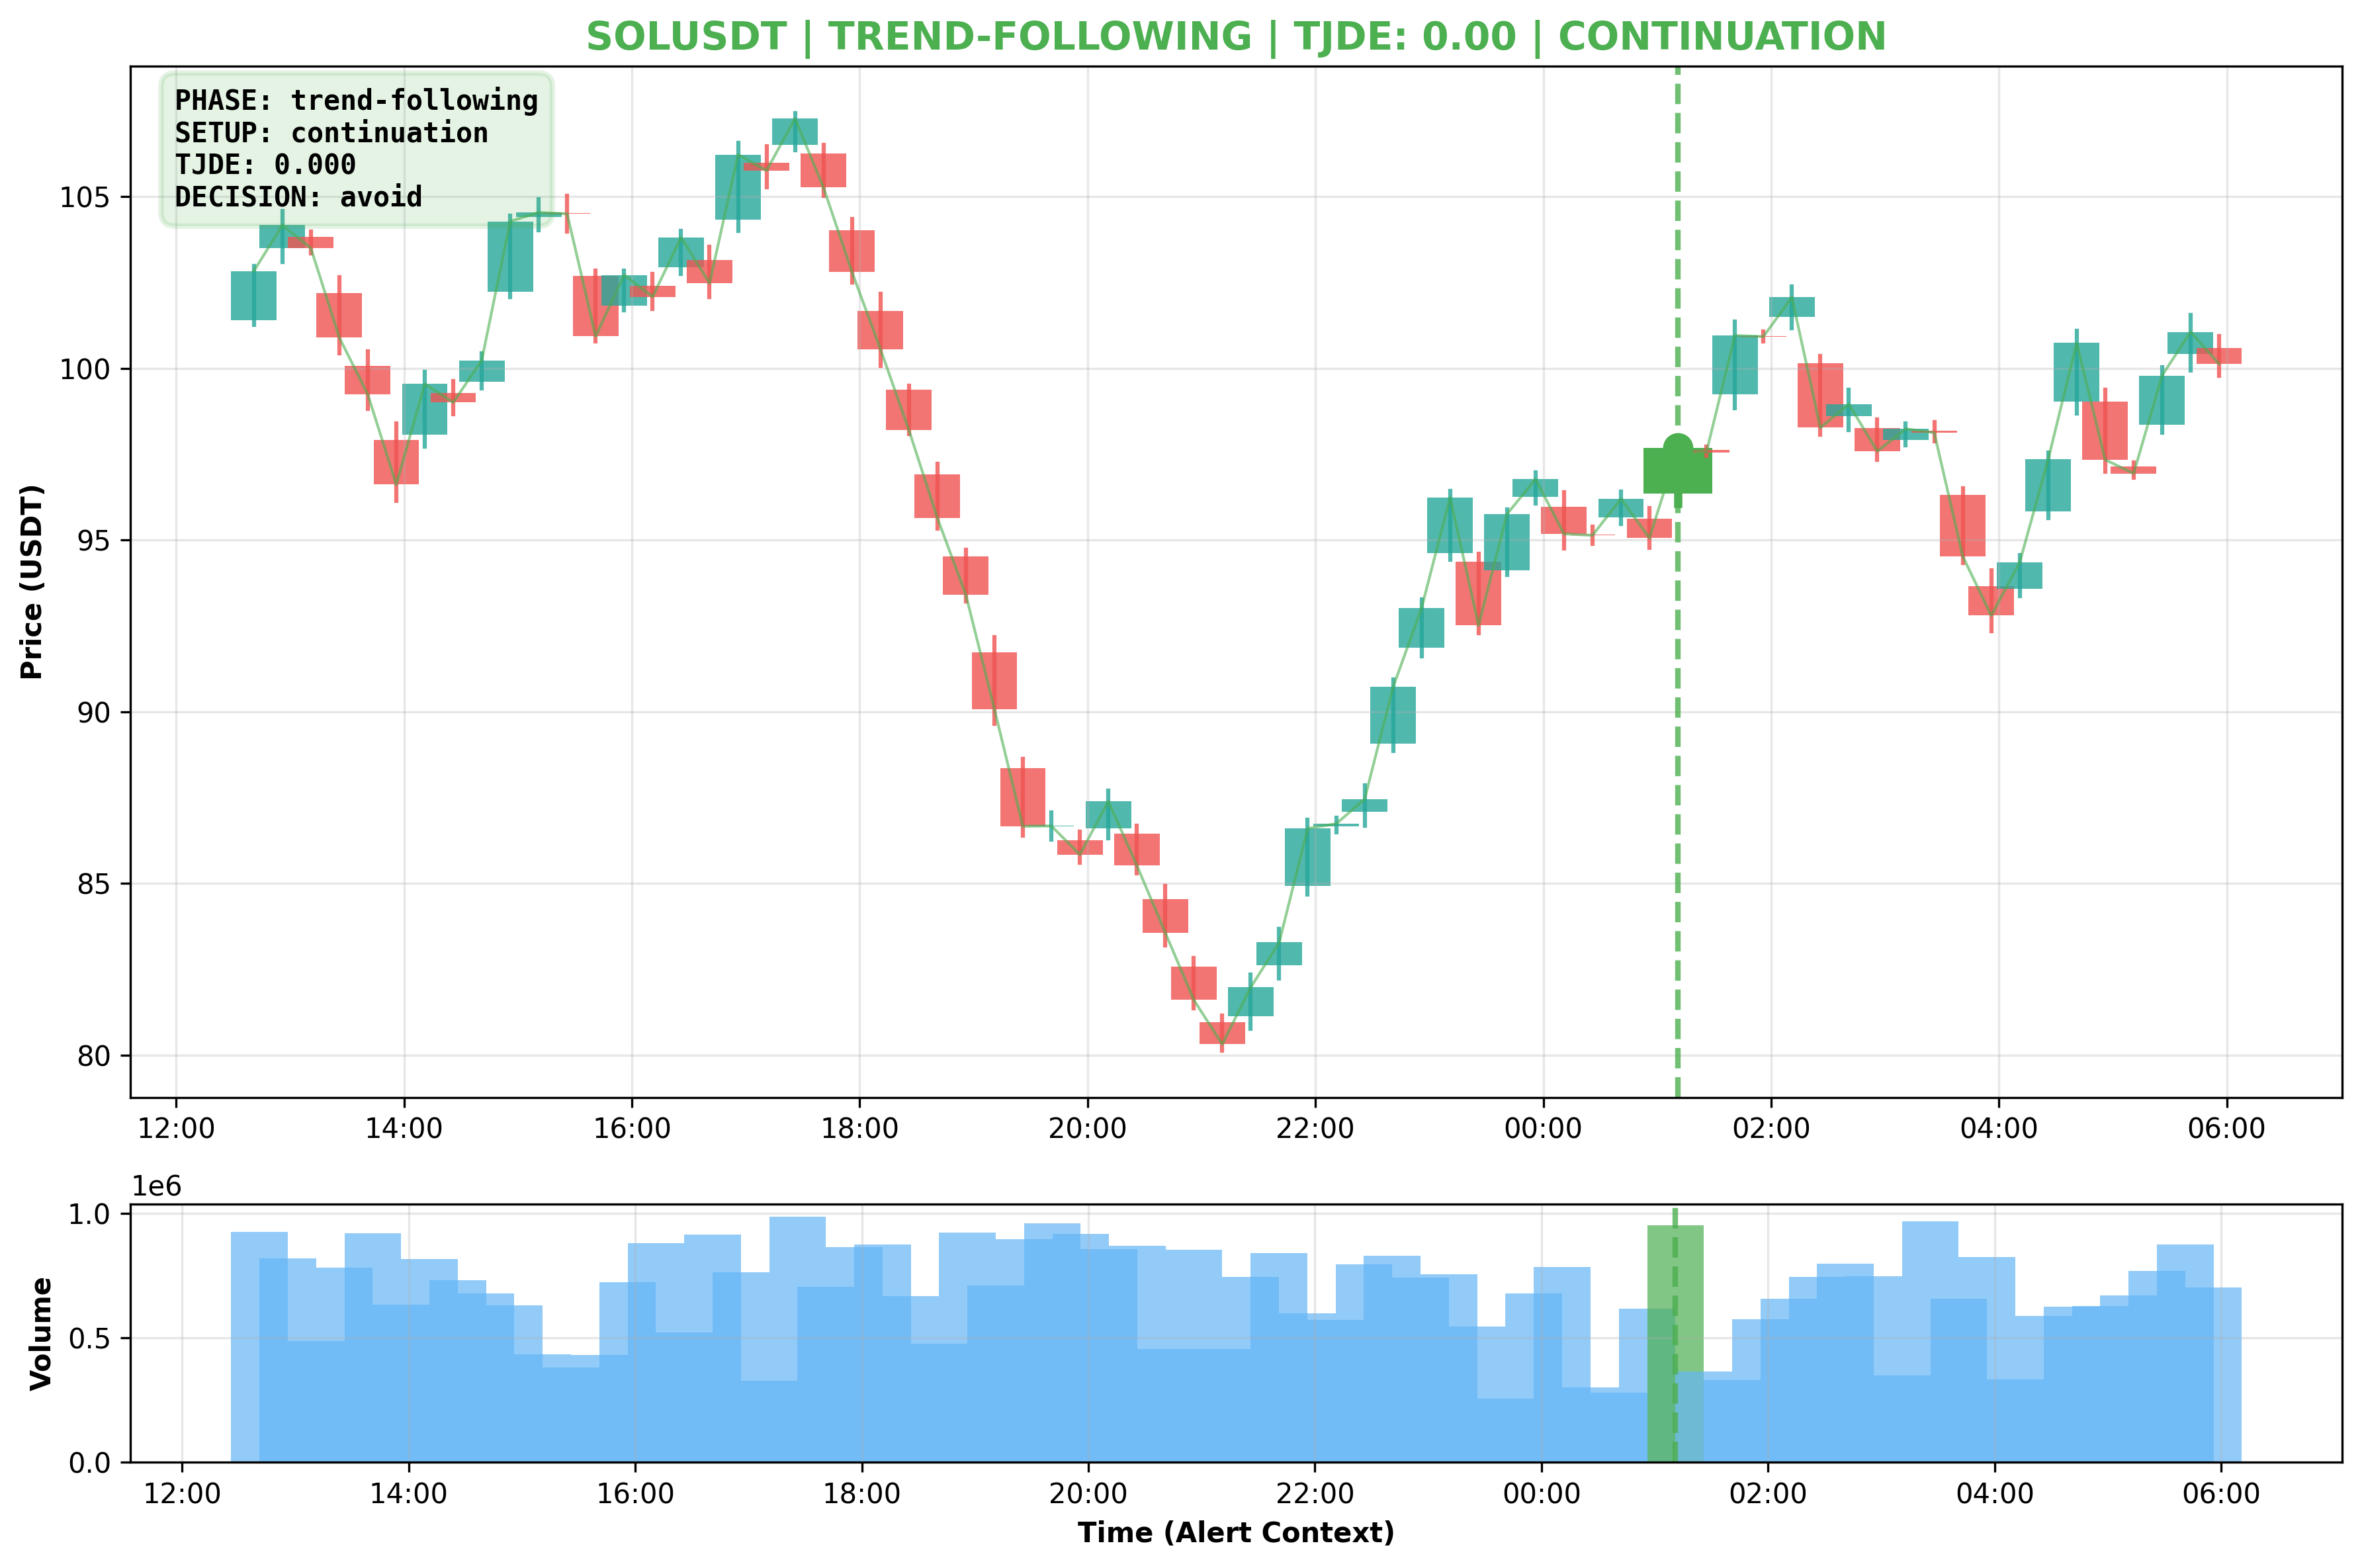 SOLUSDT | TREND-FOLLOWING | TJDE: 0.00 | CONTINUATION
PHASE: trend-following
SETUP: continuation
TJDE: 0.000
DECISION: avoid
Price (USDT)
105
100
95
90
85
80
12:00 14:00 16:00 18:00 20:00 22:00 00:00 02:00 04:00 06:00
1e6
Volume
1.0
0.5
0.0
12:00 14:00 16:00 18:00 20:00 22:00 00:00 02:00 04:00 06:00
Time (Alert Context)